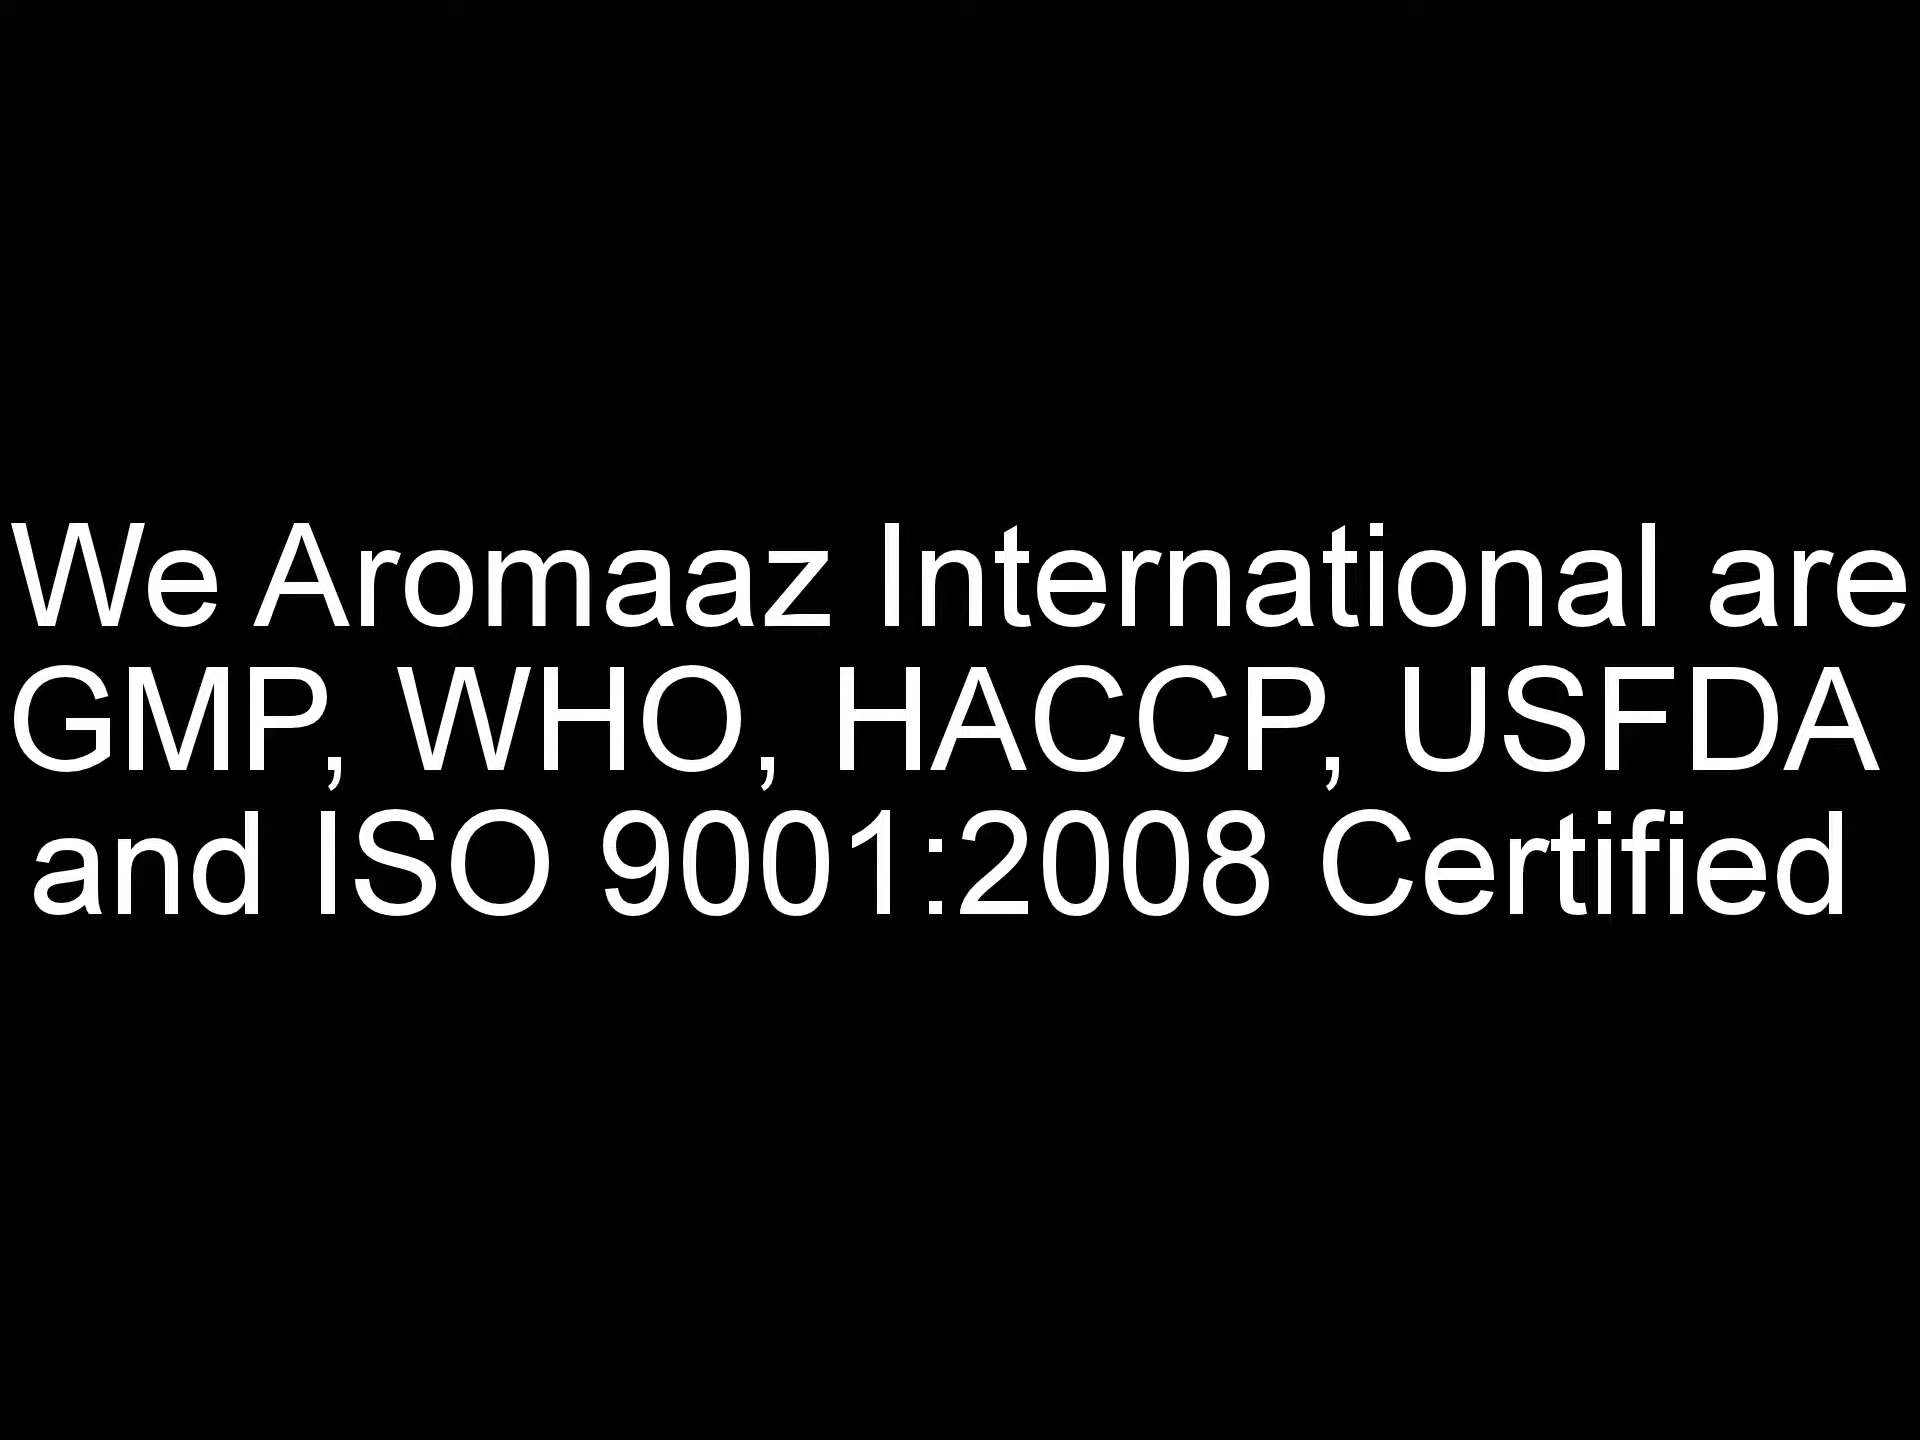 We Aromaaz International are
GMP, WHO, HACCP, USFDA
and ISO 9001:2008 Certified